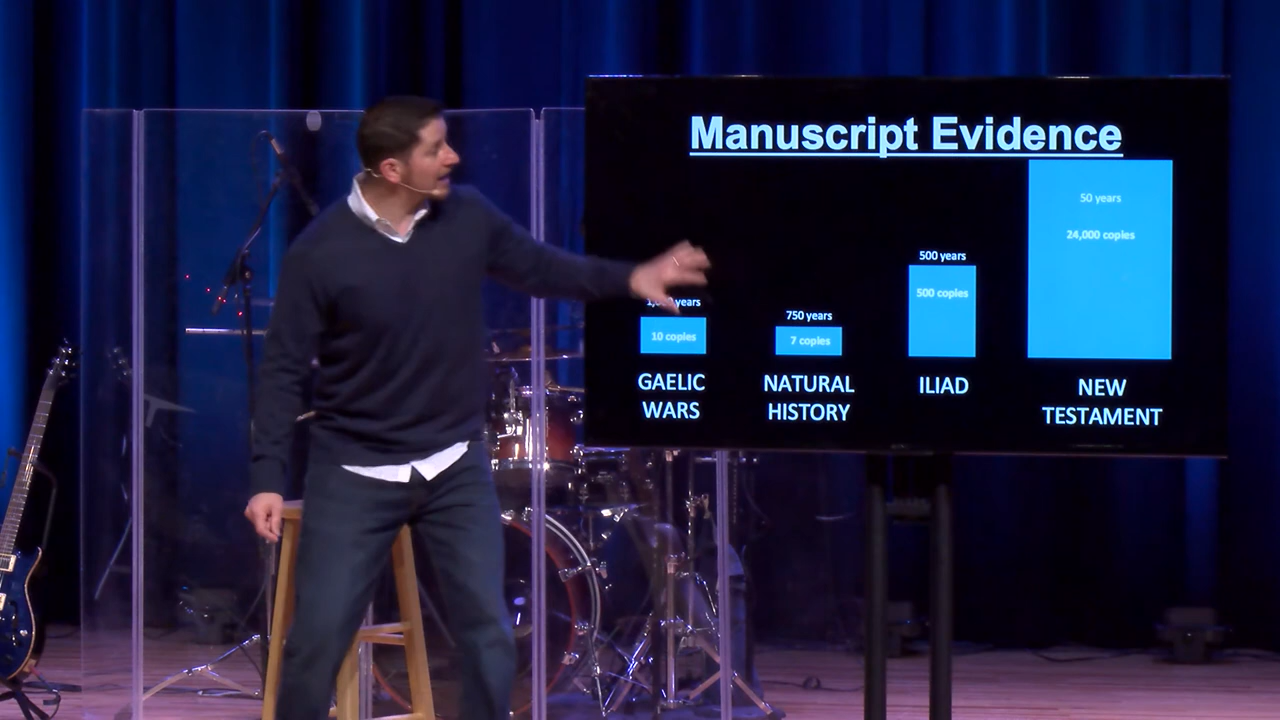 Manuscript Evidence
50 years
24,000 copies
500 years
500 copies
years
10 copies
750 years
7 copies
GAELIC
WARS
NATURAL
HISTORY
ILIAD
NEW
TESTAMENT